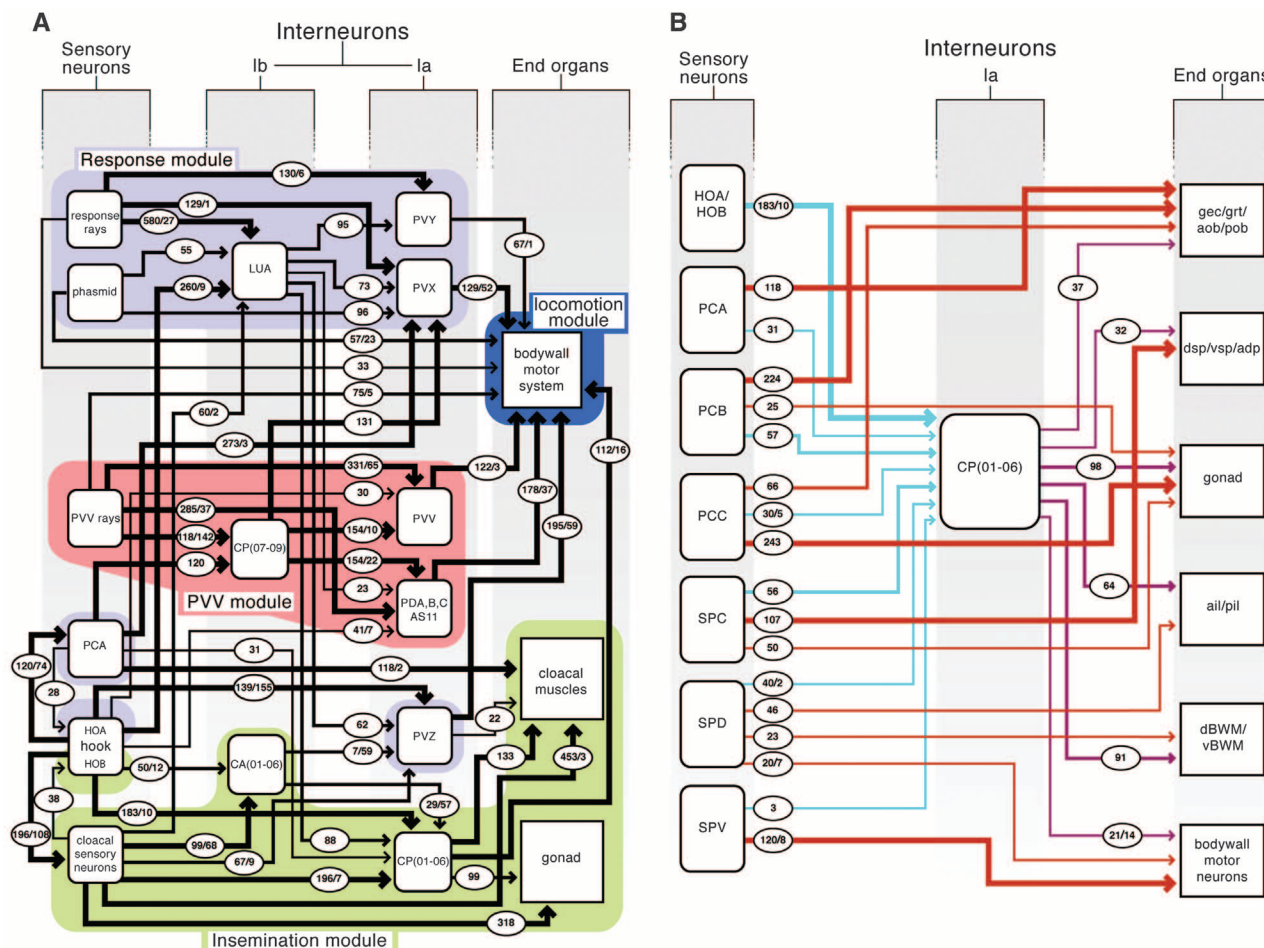 A
Interneurons
Sensory
neurons
Ib
Ia
End organs
Response module
130/6
response
rays
129/1
580/27
95
PVY
67/1
55
LUA
phasmid
260/9
73
PVX
129/52
96
locomotion
module
57/23
33
bodywall
motor
system
75/5
60/2
131
273/3
112/16
331/65
122/3
PVV rays
30
PVV
178/37
285/37
118/142
CP(07-09)
154/10
195/59
120
154/22
23
PDA,B,C
AS11
PVV module
41/7
PCA
31
118/2
cloacal
muscles
120/74
28
139/155
HOA
hook
HOB
62
PVZ
22
50/12
CA(01-06)
7/59
133
453/3
38
183/10
29/57
196/108
cloacal
sensory
neurons
99/68
88
67/9
CP(01-06)
gonad
196/7
99
318
Insemination module
B
Sensory
neurons
Interneurons
Ia
End organs
HOA/
HOB
183/10
gec/grt/
aob/pob
PCA
118
37
31
32
dsp/vsp/adp
PCB
224
25
57
CP(01-06)
98
gonad
PCC
66
30/5
243
SPC
56
107
50
64
ail/pil
SPD
40/2
46
23
20/7
dBWM/
vBWM
91
SPV
3
120/8
21/14
bodywall
motor
neurons